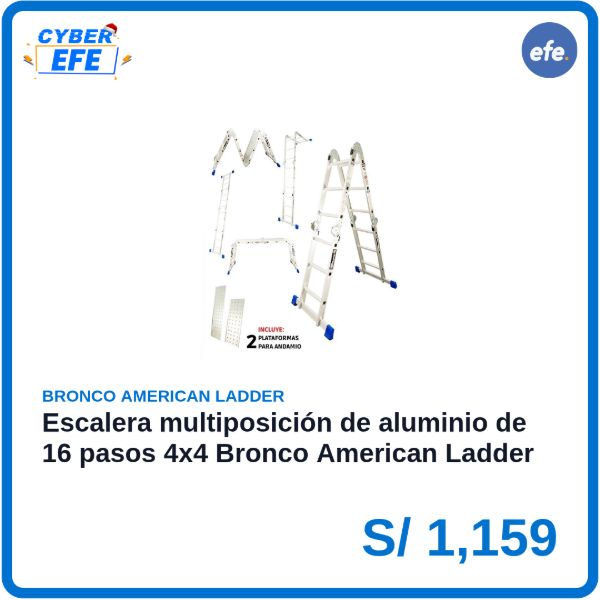 CYBER
EFE
efe.
INCLUYE:
2 PLATAFORMAS
PARA ANDAMIO
BRONCO AMERICAN LADDER
Escalera multiposición de aluminio de
16 pasos 4x4 Bronco American Ladder
S/ 1,159